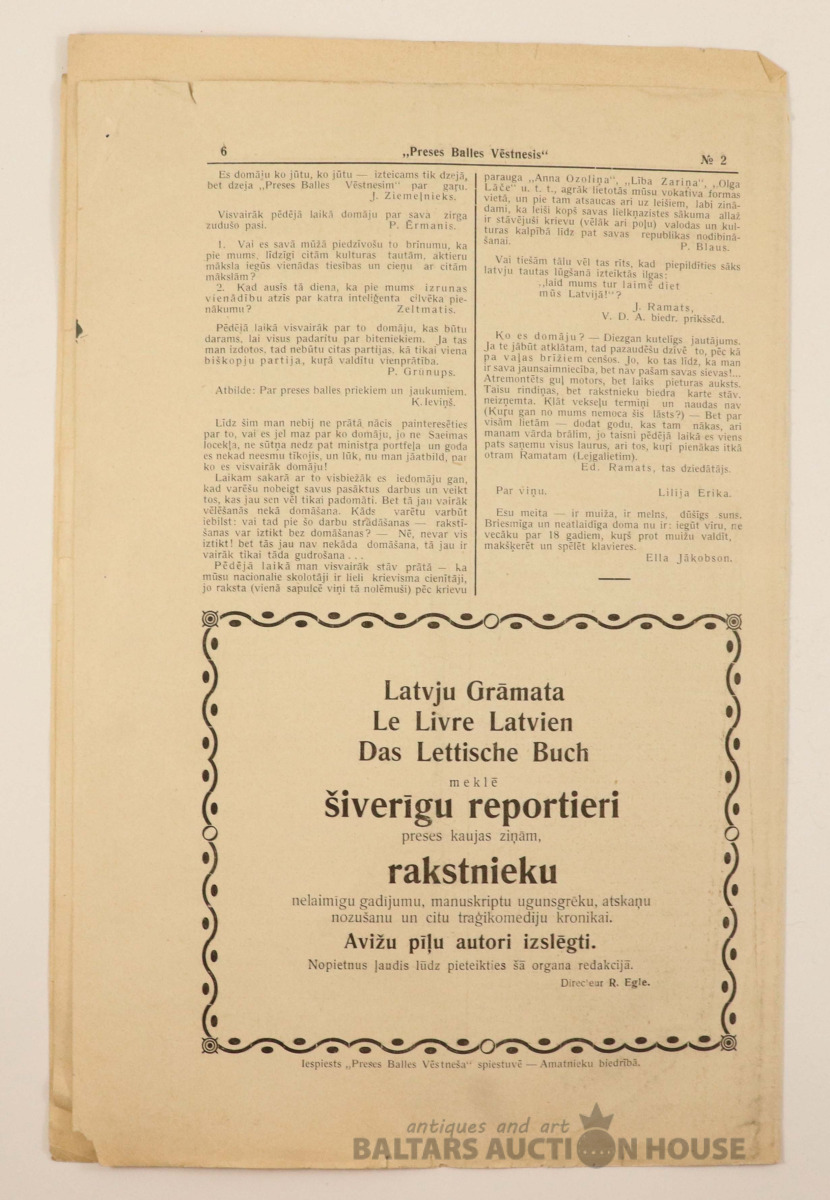 6
„Preses Balles Vēstnesis“
№ 2
Es domāju ko jūtu, ko jūtu — izteicams tik dzejā,
bet dzeja „Preses Balles Vēstnesim“ par gaŗu.
J. Ziemeļnieks.
Visvairāk pēdējā laikā domāju par sava zirga
zudušo pasi.
P. Ērmanis.
1. Vai es savā mūžā piedzīvošu to brīnumu, ka
pie mums, līdzīgi citām kulturas tautām, aktieru
māksla iegūs vienādas tiesības un cieņu ar citām
mākslām?
2. Kad ausīs tā diena, ka pie mums izrunas
vienādību atzīs par katra inteliģenta cilvēka pie-
nākumu?
Zeltmatis.
Pēdējā laikā visvairāk par to domāju, kas būtu
darams, lai visus padarītu par biteniekiem. Ja tas
man izdotos, tad nebūtu citas partijas, kā tikai viena
biškopju partija, kuŗā valdītu vienprātība.
P. Grūnups.
Atbilde: Par preses balles priekiem un jaukumiem.
K. Ieviņš.
Līdz šim man nebij ne prātā nācis painteresēties
par to, vai es jel maz par ko domāju, jo ne Saeimas
locekļa, ne sūtņa nedz pat ministŗa portfeļa un goda
es nekad neesmu tīkojis, un lūk, nu man jāatbild, par
ko es visvairāk domāju!
Laikam sakarā ar to visbiežāk es iedomāju gan,
kad varēšu nobeigt savus pasāktus darbus un veikt
tos, kas jau sen vēl tikai padomāti. Bet tā jau vairāk
vēlēšanās nekā domāšana. Kāds varētu varbūt
iebilst: vai tad pie šo darbu strādāšanas — rakstī-
šanas var iztikt bez domāšanas? — Nē, nevar vis
iztikt! bet tās jau nav nekāda domāšana, tā jau ir
vairāk tikai tāda gudrošana . . .
Pēdējā laikā man visvairāk stāv prātā — ka
mūsu nacionalie skolotāji ir lieli krievisma cienītāji,
jo raksta (vienā sapulcē viņi tā nolēmuši) pēc krievu
parauga „Anna Ozoliņa“, „Lība Zariņa“, „Olga
Lāče“ u. t. t., agrāk lietotās mūsu vokativa formas
vietā, un pie tam atsaucas arī uz leišiem, labi zinā-
dami, ka leiši kopš savas lielkņazistes sākuma allaž
ir stāvējuši krievu (vēlāk arī poļu) valodas un kul-
turas kalpībā līdz pat savas republikas nodibinā-
šanai.
P. Blaus.
Vai tiešām tālu vēl tas rīts, kad piepildīties sāks
latvju tautas lūgšanā izteiktās ilgas:
„laid mums tur laimē diet
mūs Latvijā!“?
J. Ramats,
V. D. A. biedr. prikšsēd.
Ko es domāju? — Diezgan kutelīgs jautājums.
Ja te jābūt atklātam, tad pazaudēšu dzīvē to, pēc kā
pa vaļas brīžiem cenšos. Jo, ko tas līdz, ka man
ir sava jaunsaimniecība, bet nav pašam savas sievas!...
Atremontēts guļ motors, bet laiks pieturas auksts.
Taisu rindiņas, bet rakstnieku biedra karte stāv.
neizņemta. Klāt vekseļu termiņi un naudas nav
(Kuŗu gan no mums nemoca šis lāsts?) — Bet par
visām lietām — dodat godu, kas tam nākas, arī
manam vārda brālim, jo taisni pēdējā laikā es viens
pats saņemu visus laurus, arī tos, kuŗi pienākas itkā
otram Ramatam (Lejgalietim).
Ed. Ramats, tas dziedātājs.
Par viņu.
Lilija Erika.
Esu meita — ir muiža, ir melns, dūšīgs suns.
Briesmīga un neatlaidīga doma nu ir: iegūt vīru, ne
vecāku par 18 gadiem, kuŗš prot muižu valdīt,
makšķerēt un spēlēt klavieres.
Ella Jākobson.
Latvju Grāmata
Le Livre Latvien
Das Lettische Buch
meklē
šiverīgu reportieri
preses kaujas ziņām,
rakstnieku
nelaimīgu gadījumu, manuskriptu ugunsgrēku, atskaņu
nozušanu un citu traģikomediju kronikai.
Avižu pīļu autori izslēgti.
Nopietnus ļaudis lūdz pieteikties šā organa redakcijā.
Directeur R. Egle.
Iespiests „Preses Balles Vēstneša“ spiestuvē — Amatnieku biedrībā.
antiques and art
BALTARS AUCTION HOUSE